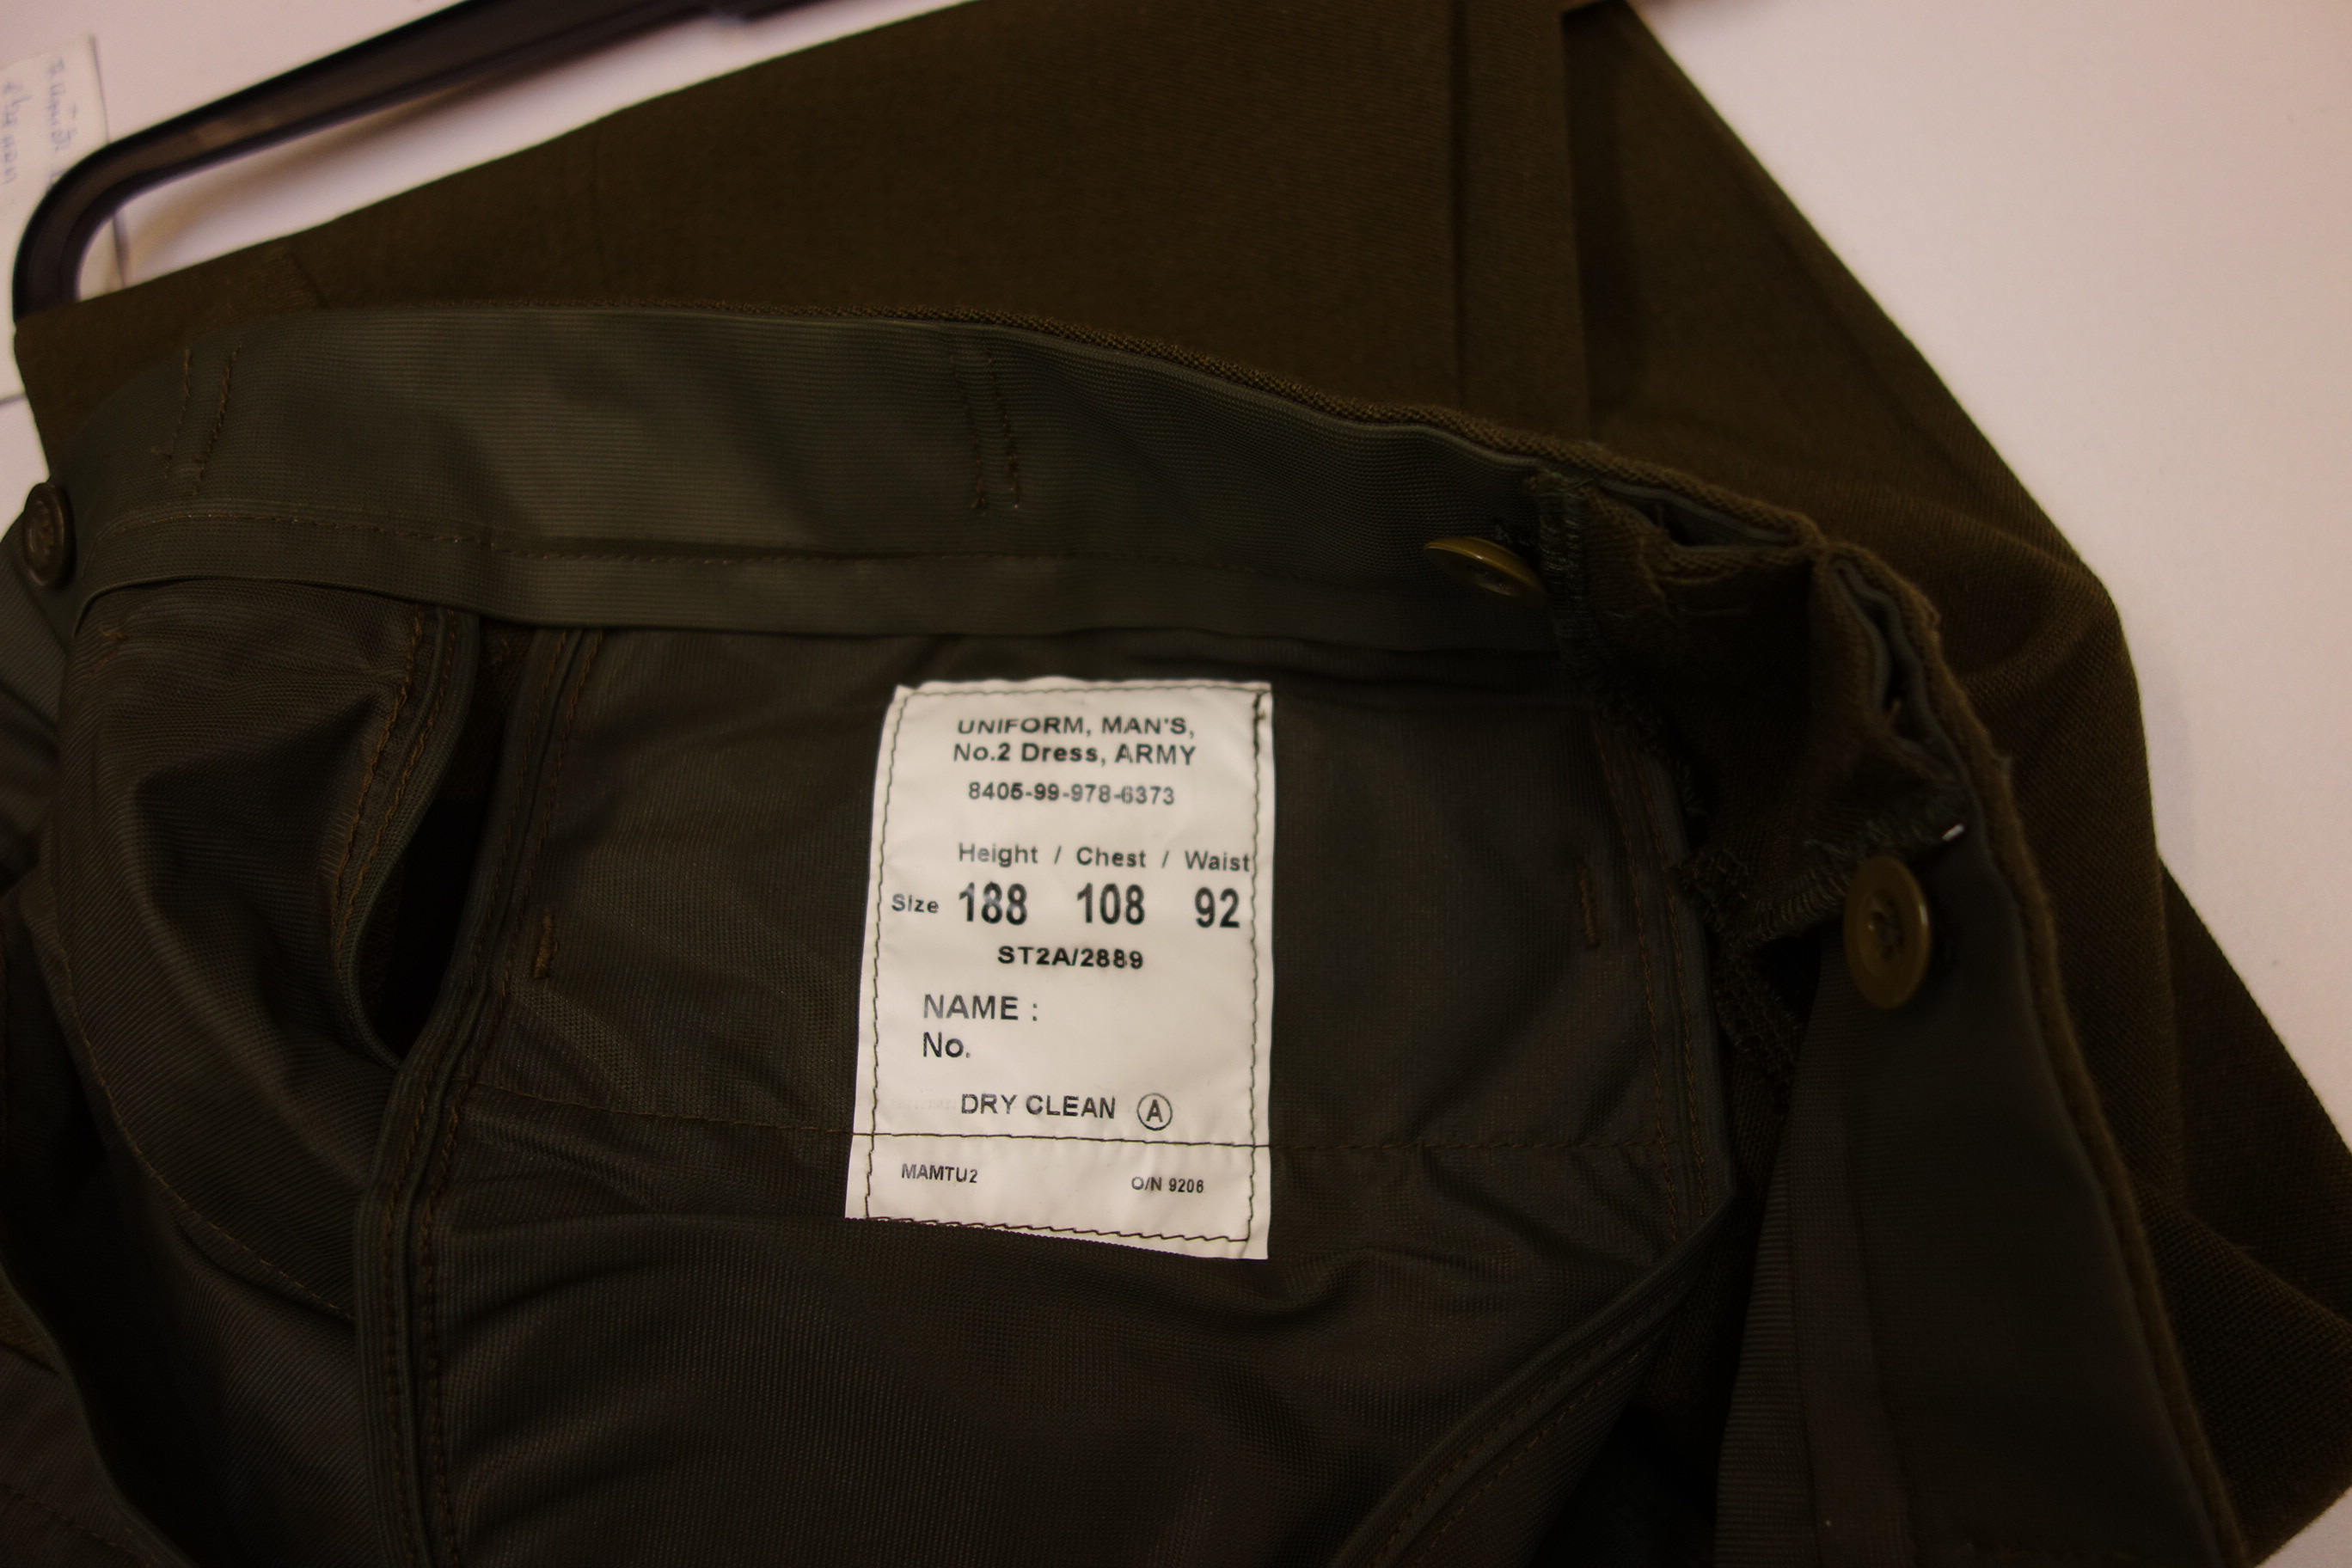 UNIFORM, MAN'S,
No.2 Dress, ARMY
8405-99-978-6373
Height / Chest / Waist
Size 188 108 92
ST2A/2889
NAME :
No.
DRY CLEAN A
MAMTU2 O/N 9206